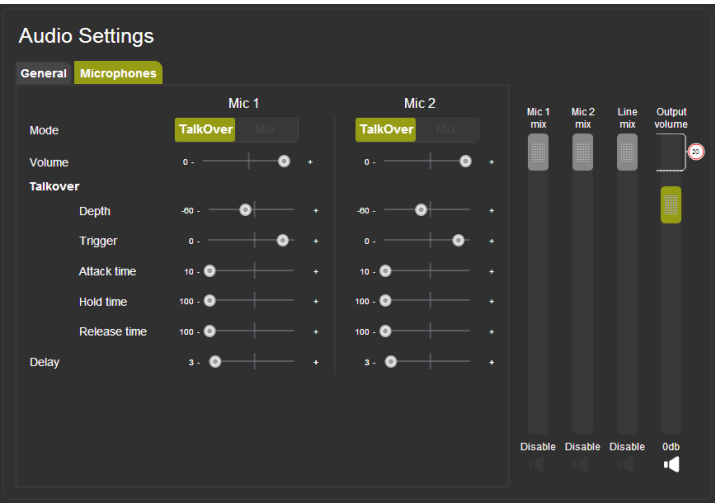 Audio Settings
General Microphones
Mic 1 Mic 2
Mode TalkOver Mix TalkOver Mix
Volume 0 - + 0 - +
Talkover
Depth -60 - + -60 - +
Trigger 0 - + 0 - +
Attack time 10 - + 10 - +
Hold time 100 - + 100 - +
Release time 100 - + 100 - +
Delay 3 - + 3 - +
Mic 1 Mic 2 Line Output
mix mix mix volume
20
Disable Disable Disable 0db